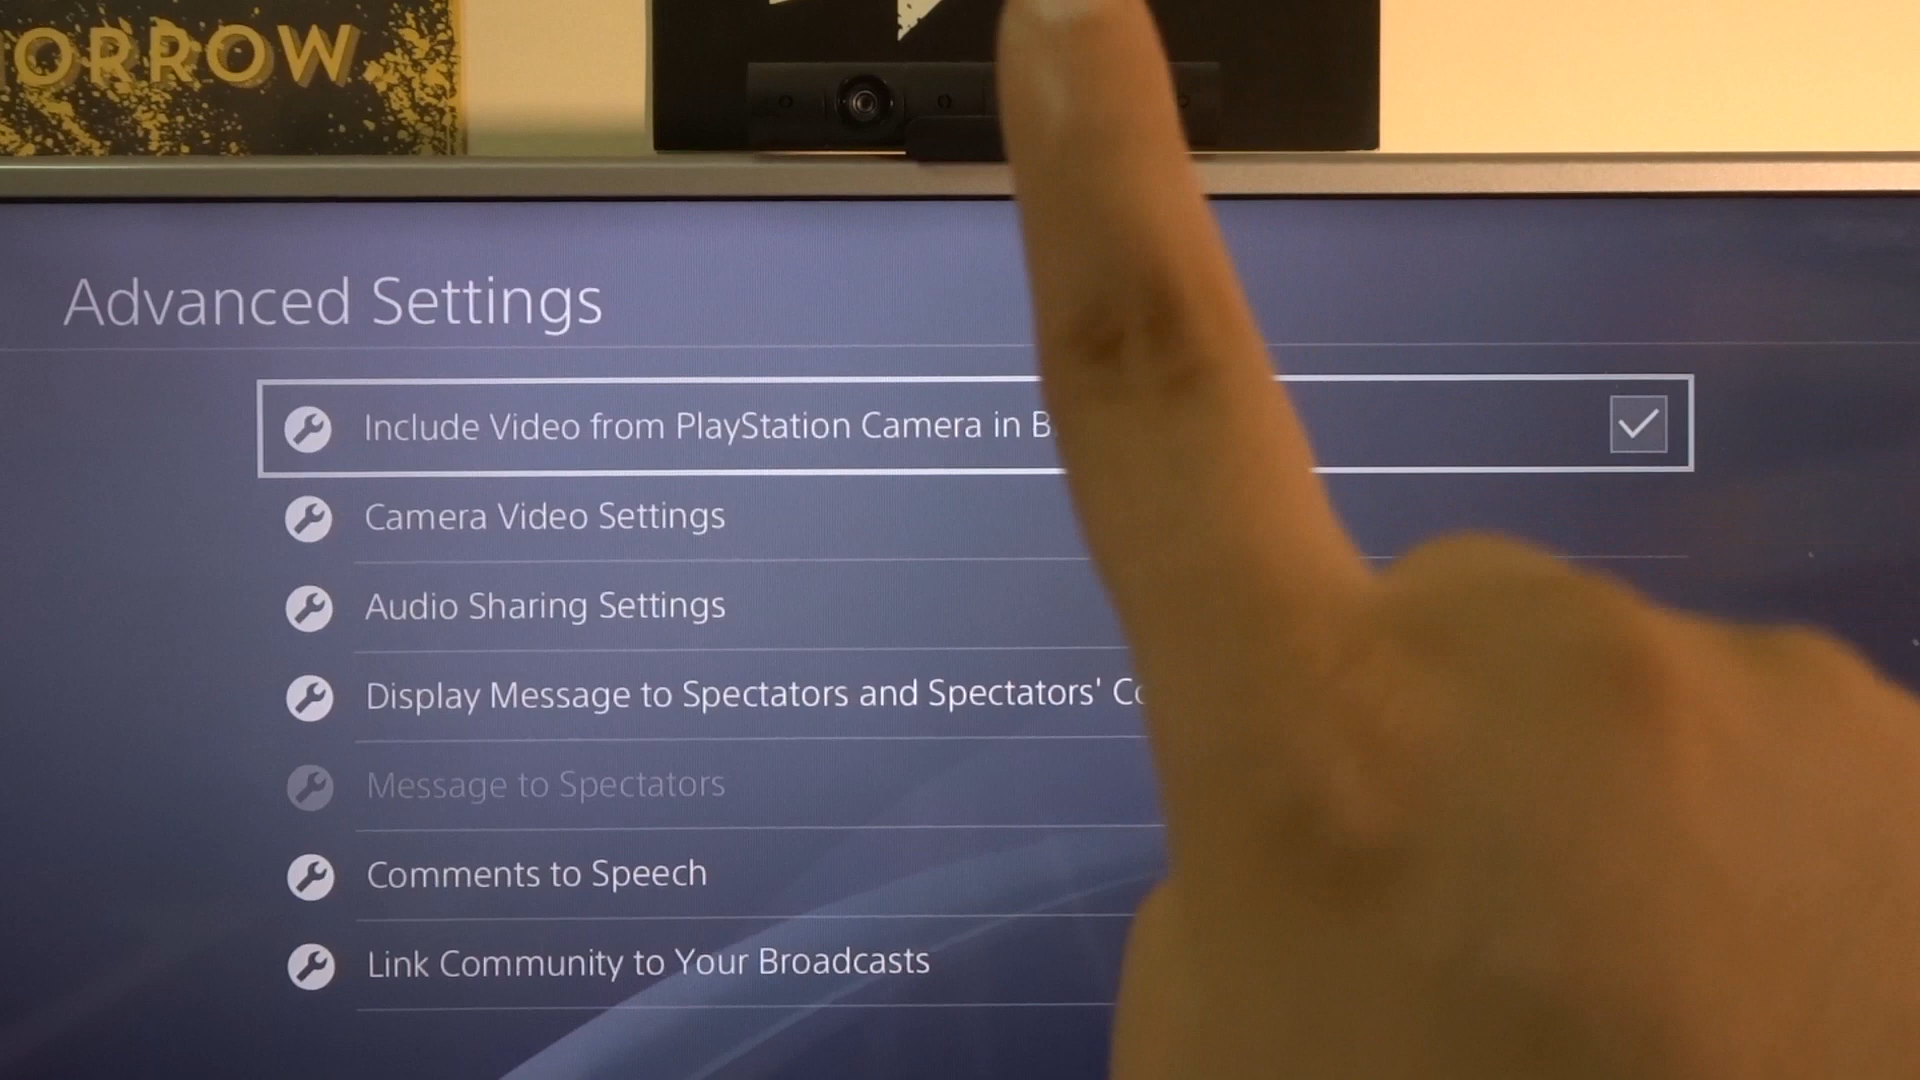 ORROW
Advanced Settings
Include Video from PlayStation Camera in
Camera Video Settings
Audio Sharing Settings
Display Message to Spectators and Spectators'
Message to Spectators
Comments to Speech
Link Community to Your Broadcasts